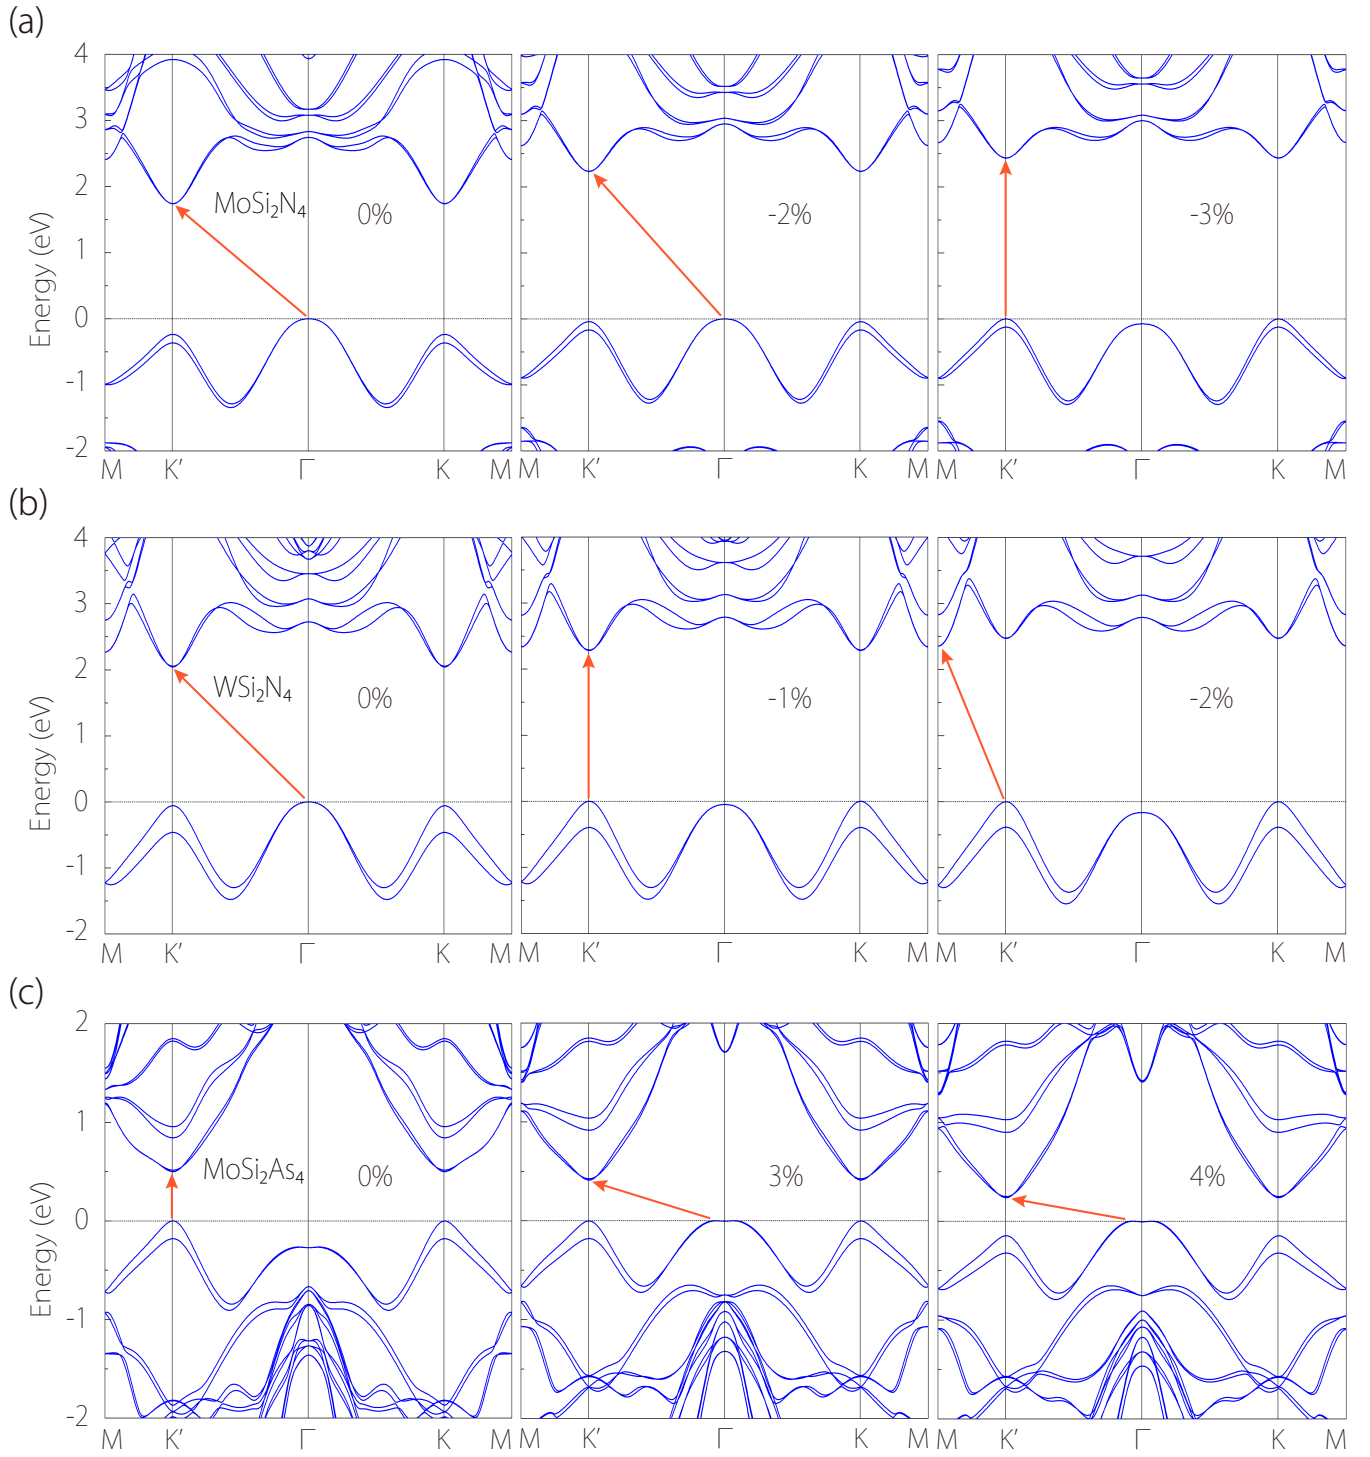 (a)
4
3
2
1
0
-1
-2
Energy (eV)
MoSi₂N₄
0%
-2%
-3%
M K′ Γ K M
M K′ Γ K M
M K′ Γ K M
(b)
4
3
2
1
0
-1
-2
Energy (eV)
WSi₂N₄
0%
-1%
-2%
M K′ Γ K M
M K′ Γ K M
M K′ Γ K M
(c)
2
1
0
-1
-2
Energy (eV)
MoSi₂As₄
0%
3%
4%
M K′ Γ K M
M K′ Γ K M
M K′ Γ K M